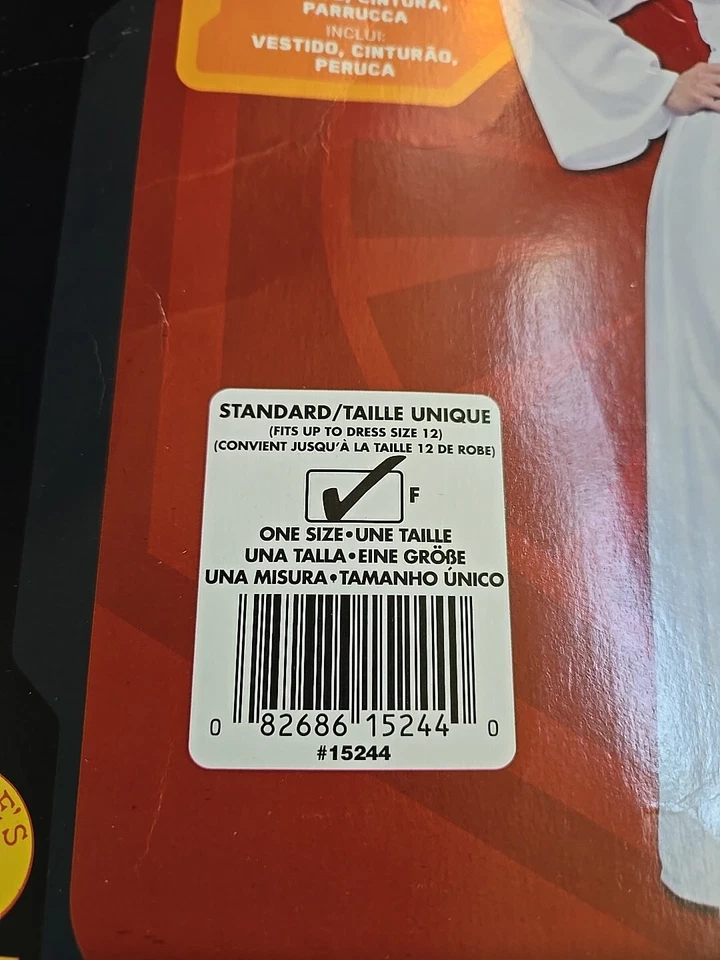 CINTURA,
PARRUCCA
INCLUI:
VESTIDO, CINTURÃO,
PERUCA
STANDARD/TAILLE UNIQUE
(FITS UP TO DRESS SIZE 12)
(CONVIENT JUSQU'À LA TAILLE 12 DE ROBE)
F
ONE SIZE•UNE TAILLE
UNA TALLA•EINE GRÖßE
UNA MISURA•TAMANHO ÚNICO
0 82686 15244 0
#15244
E'S